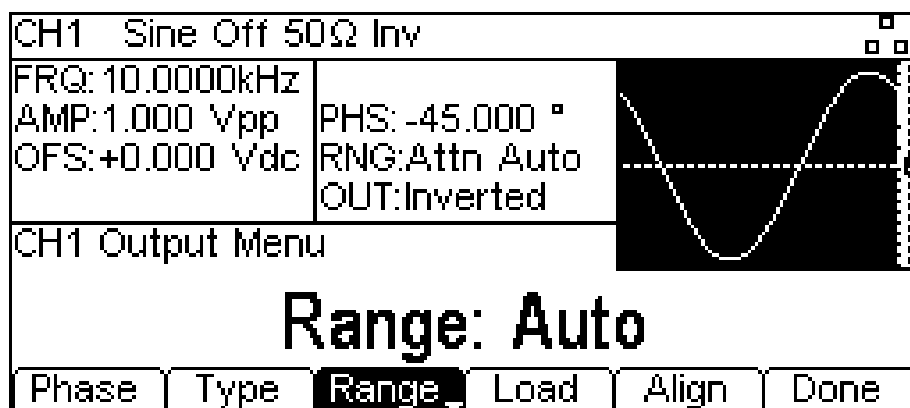 CH1 Sine Off 50Ω Inv
FRQ:10.0000kHz
AMP:1.000 Vpp
OFS:+0.000 Vdc
PHS:-45.000 °
RNG:Attn Auto
OUT:Inverted
CH1 Output Menu
Range: Auto
Phase Type Range Load Align Done